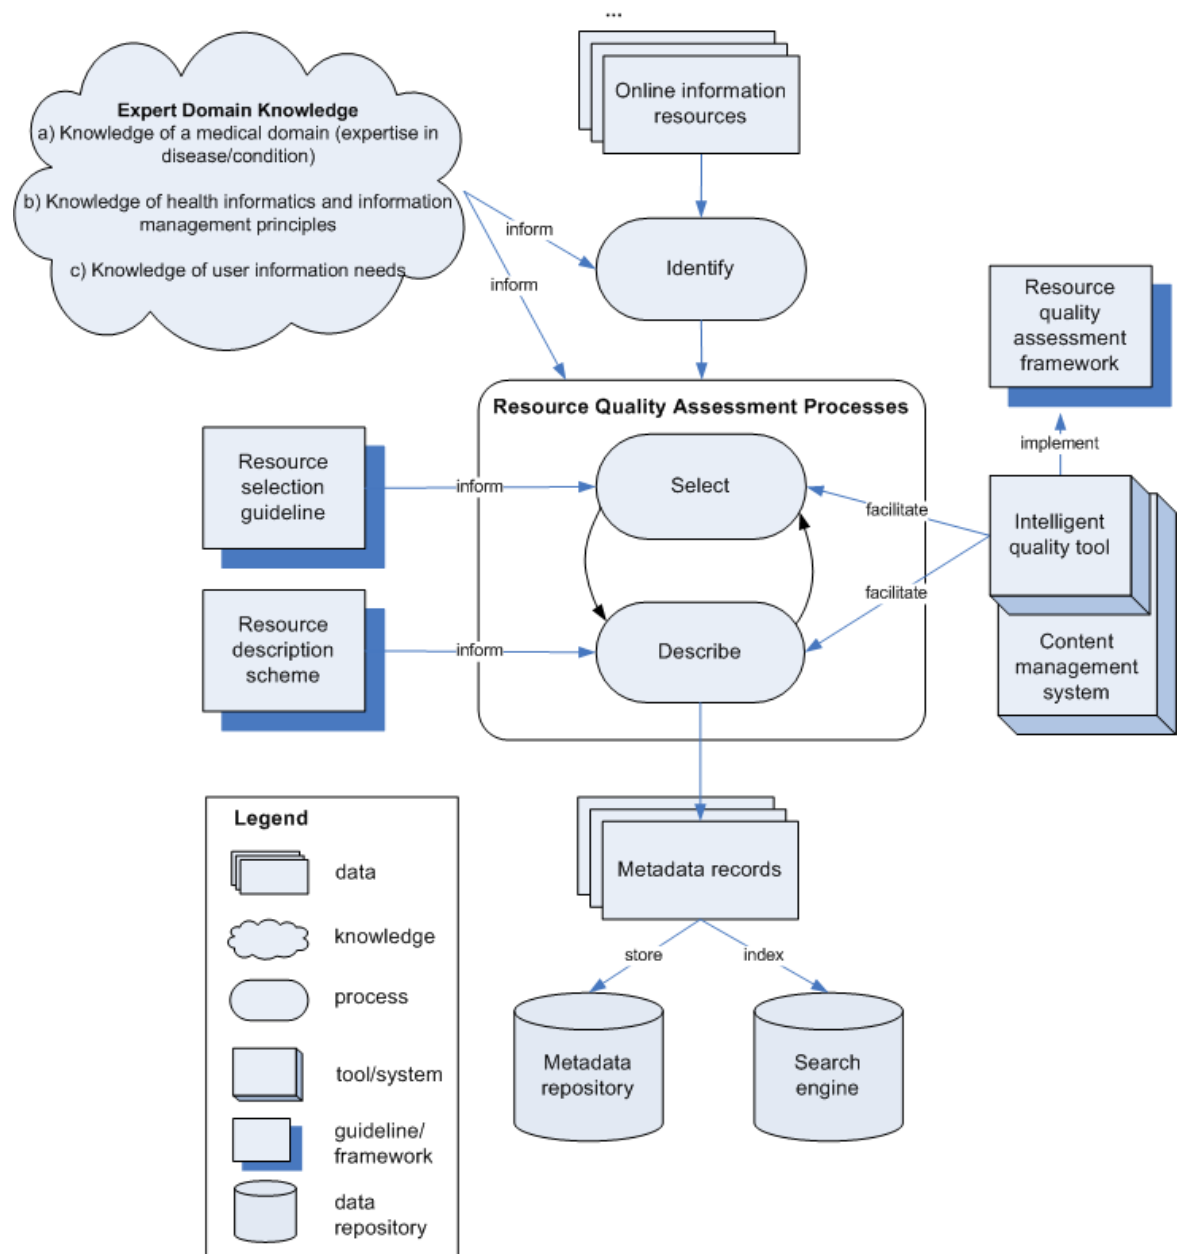 ...
Online information
resources
Expert Domain Knowledge
a) Knowledge of a medical domain (expertise in
disease/condition)
b) Knowledge of health informatics and information
management principles
c) Knowledge of user information needs
inform
inform
Identify
Resource
quality
assessment
framework
implement
Resource Quality Assessment Processes
Resource
selection
guideline
inform
Select
facilitate
Intelligent
quality tool
facilitate
Resource
description
scheme
inform
Describe
Content
management
system
Metadata records
store
index
Metadata
repository
Search
engine
Legend
data
knowledge
process
tool/system
guideline/
framework
data
repository